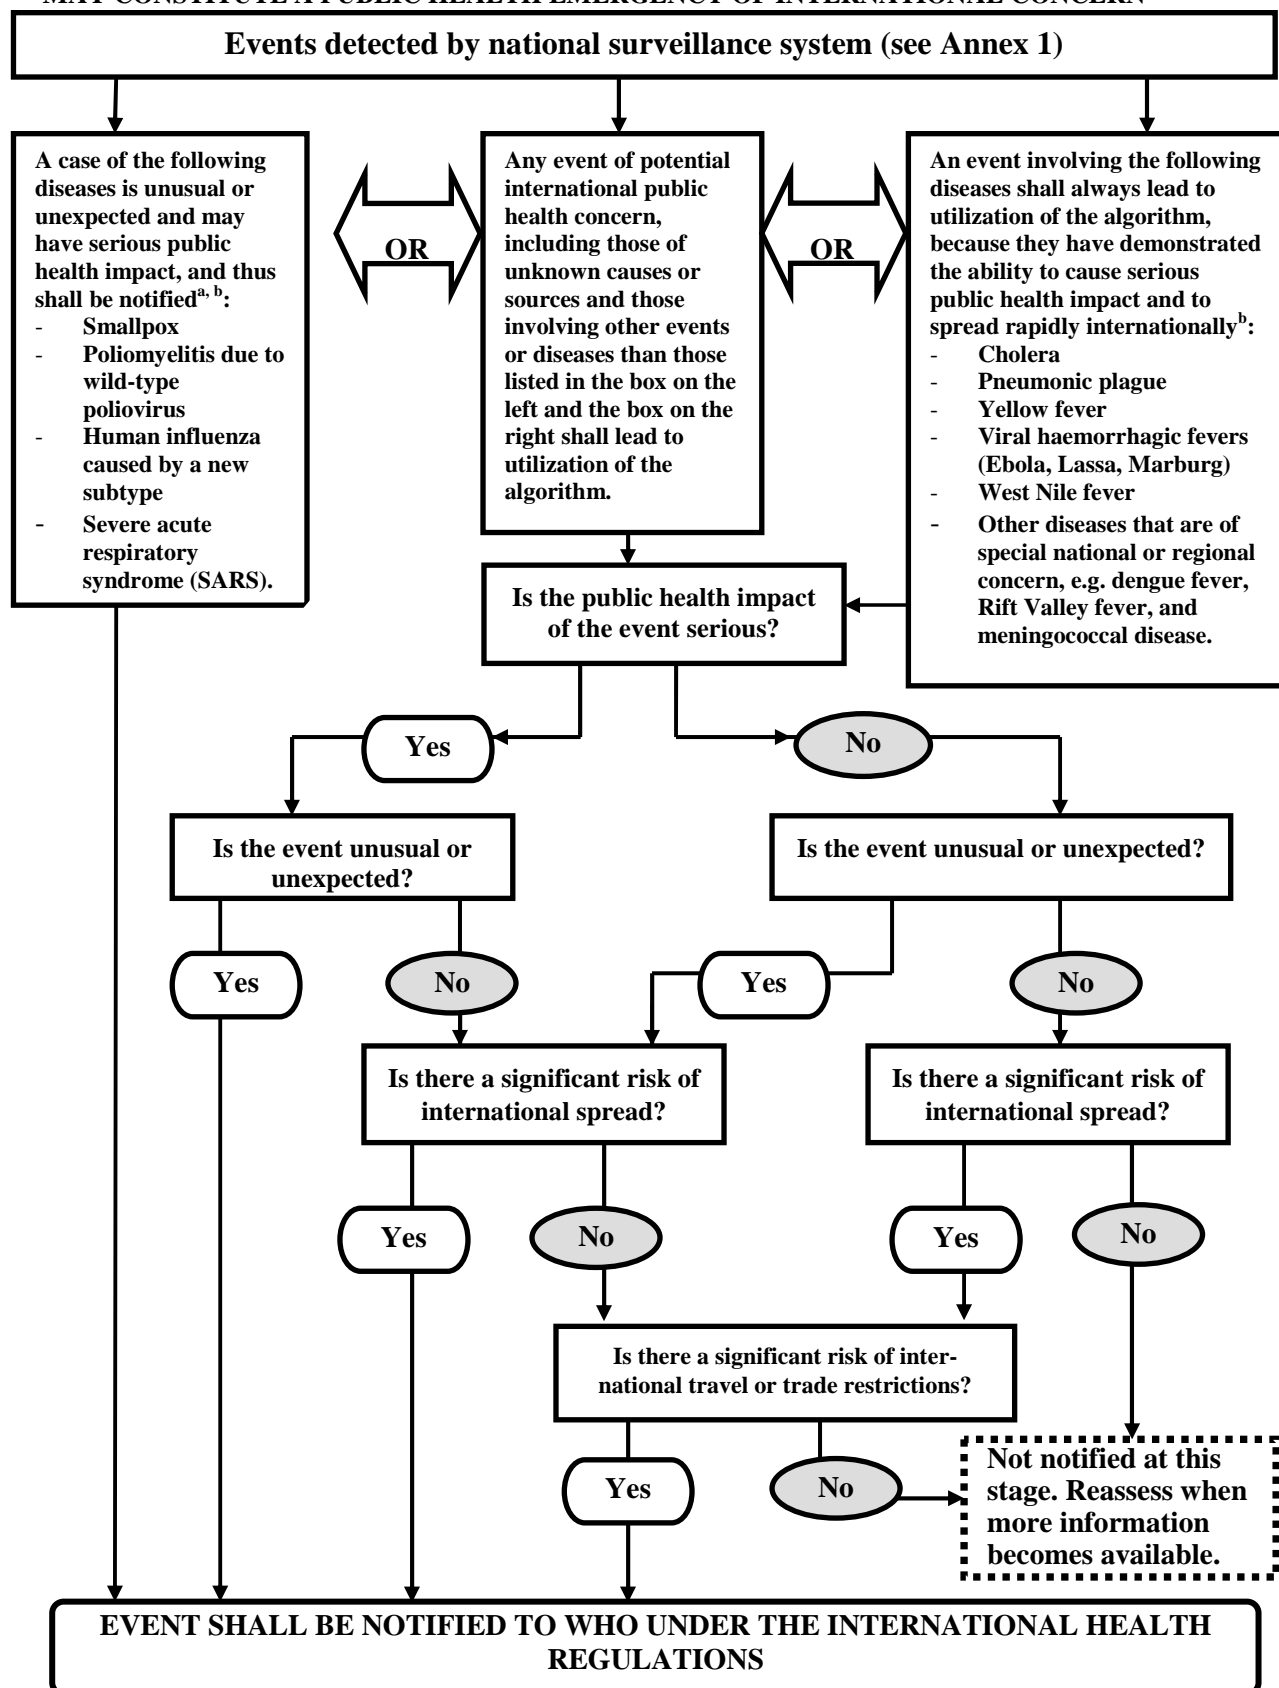 MAY CONSTITUTE A PUBLIC HEALTH EMERGENCY OF INTERNATIONAL CONCERN
Events detected by national surveillance system (see Annex 1)
A case of the following
diseases is unusual or
unexpected and may
have serious public
health impact, and thus
shall be notifiedᵃ, ᵇ:
- Smallpox
- Poliomyelitis due to
wild-type
poliovirus
- Human influenza
caused by a new
subtype
- Severe acute
respiratory
syndrome (SARS).
OR
Any event of potential
international public
health concern,
including those of
unknown causes or
sources and those
involving other events
or diseases than those
listed in the box on the
left and the box on the
right shall lead to
utilization of the
algorithm.
OR
An event involving the following
diseases shall always lead to
utilization of the algorithm,
because they have demonstrated
the ability to cause serious
public health impact and to
spread rapidly internationallyᵇ:
- Cholera
- Pneumonic plague
- Yellow fever
- Viral haemorrhagic fevers
(Ebola, Lassa, Marburg)
- West Nile fever
- Other diseases that are of
special national or regional
concern, e.g. dengue fever,
Rift Valley fever, and
meningococcal disease.
Is the public health impact
of the event serious?
Yes
No
Is the event unusual or
unexpected?
Is the event unusual or unexpected?
Yes
No
Yes
No
Is there a significant risk of
international spread?
Is there a significant risk of
international spread?
Yes
No
Yes
No
Is there a significant risk of inter-
national travel or trade restrictions?
Yes
No
Not notified at this
stage. Reassess when
more information
becomes available.
EVENT SHALL BE NOTIFIED TO WHO UNDER THE INTERNATIONAL HEALTH
REGULATIONS